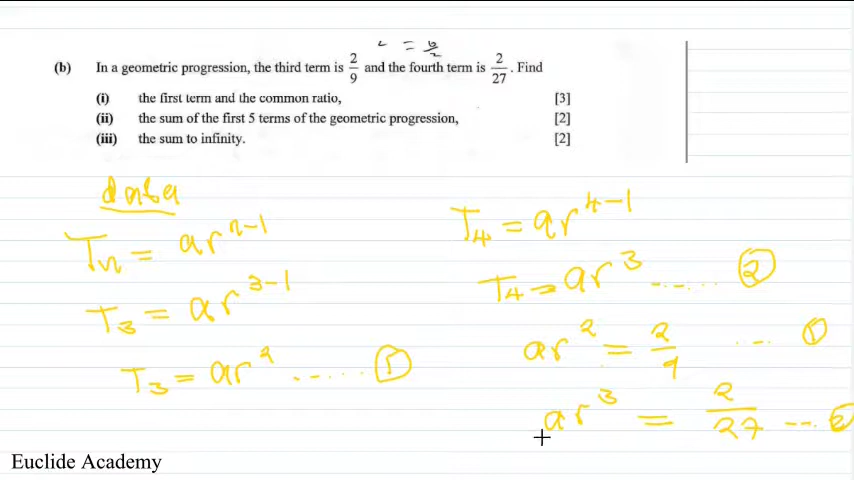 r = b/2
(b) In a geometric progression, the third term is 2/9 and the fourth term is 2/27. Find
(i) the first term and the common ratio, [3]
(ii) the sum of the first 5 terms of the geometric progression, [2]
(iii) the sum to infinity. [2]
data
Tn = ar^n-1
T3 = ar^3-1
T3 = ar^2 ...... ①
T4 = ar^4-1
T4 = ar^3 ...... ②
ar^2 = 2/9 ... ①
ar^3 = 2/27 ... ②
Euclide Academy